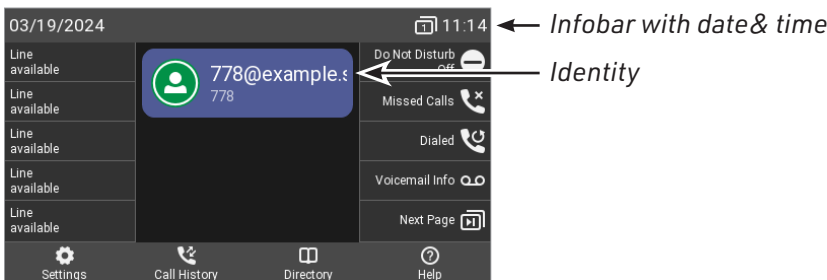 03/19/2024
1 11:14
Infobar with date& time
Line
available
Line
available
Line
available
Line
available
Line
available
778@example.s
778
Do Not Disturb
Off
Identity
Missed Calls
Dialed
Voicemail Info
Next Page
Settings
Call History
Directory
Help